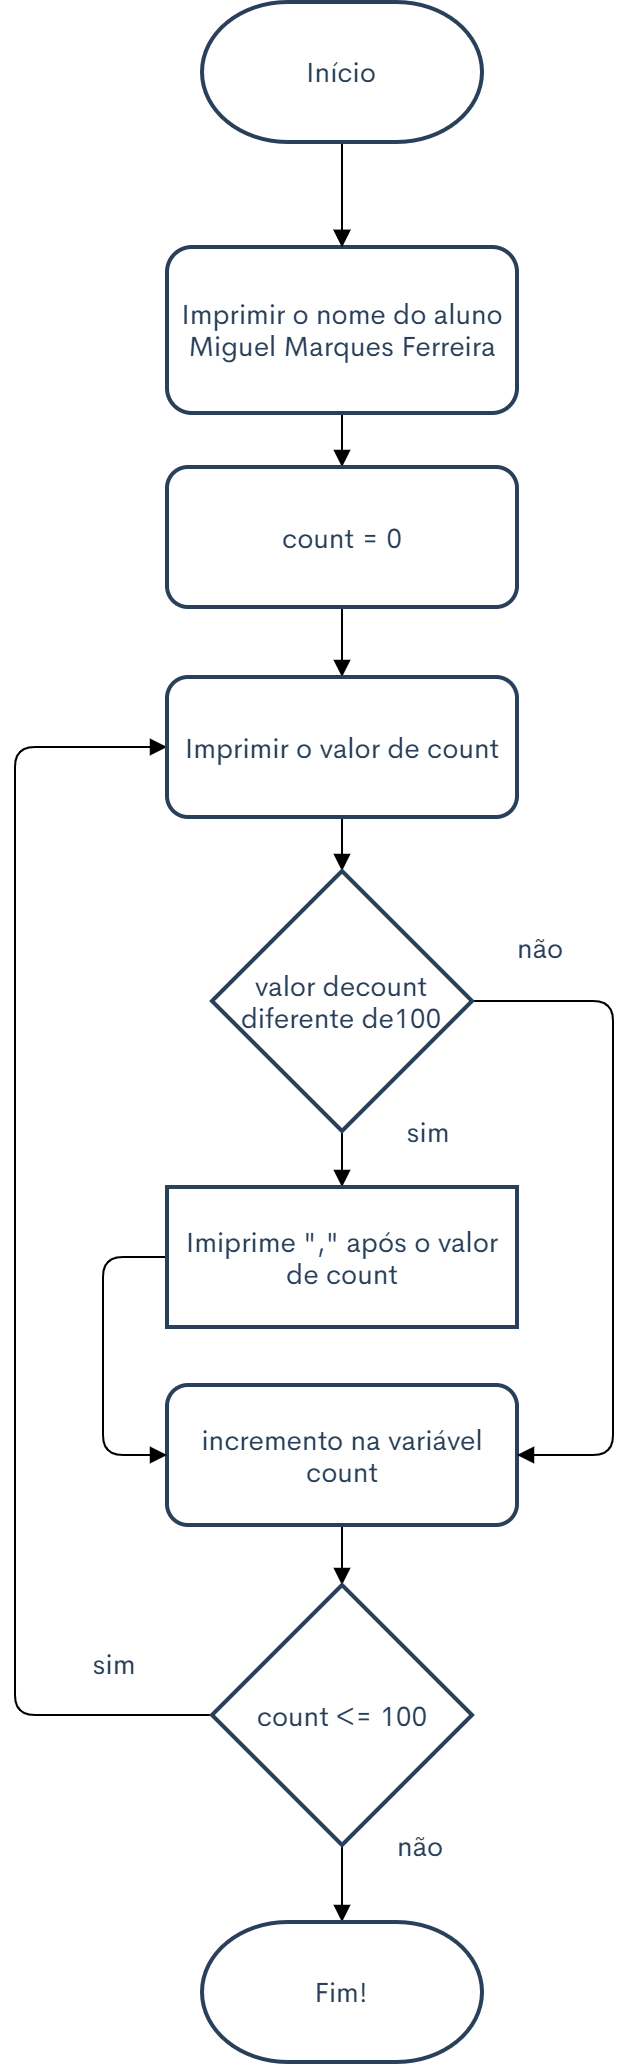 Início
Imprimir o nome do aluno
Miguel Marques Ferreira
count = 0
Imprimir o valor de count
valor decount
diferente de100
não
sim
Imiprime "," após o valor
de count
incremento na variável
count
sim
count <= 100
não
Fim!